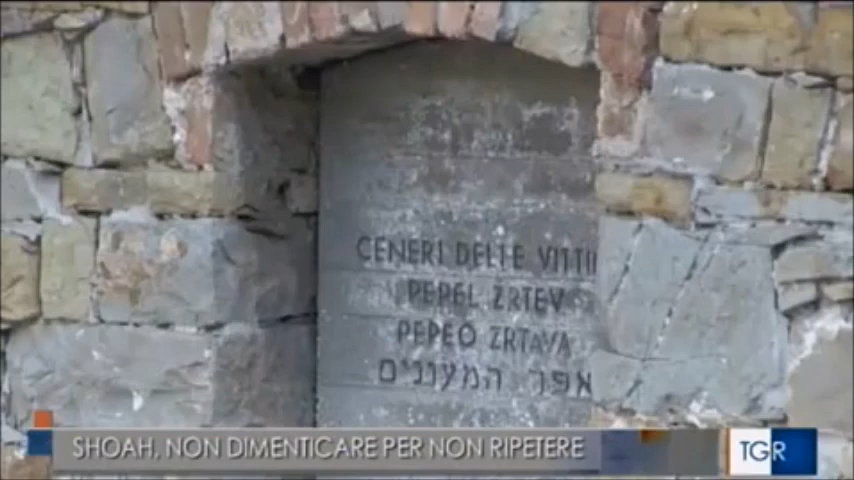 CENERI DELLE VITTI
PEPEL ZRTEV
PEPEO ZRTAVA
אפר המעונים
SHOAH, NON DIMENTICARE PER NON RIPETERE
TGR